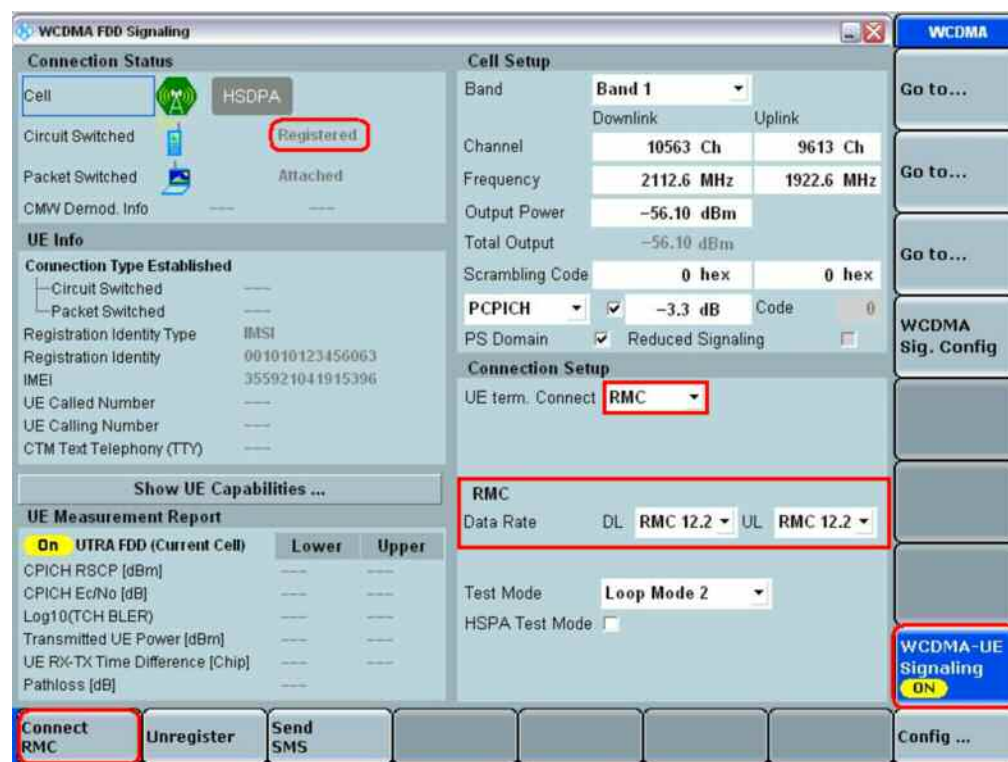 WCDMA FDD Signaling
Connection Status
Cell HSDPA
Circuit Switched Registered
Packet Switched Attached
CMW Demod. Info --- ---
UE Info
Connection Type Established
Circuit Switched ---
Packet Switched ---
Registration Identity Type IMSI
Registration Identity 001010123456063
IMEI 355921041915396
UE Called Number ---
UE Calling Number ---
CTM Text Telephony (TTY) ---
Show UE Capabilities ...
UE Measurement Report
On UTRA FDD (Current Cell) Lower Upper
CPICH RSCP [dBm] --- ---
CPICH Ec/No [dB] --- ---
Log10(TCH BLER) --- ---
Transmitted UE Power [dBm] --- ---
UE RX-TX Time Difference [Chip] --- ---
Pathloss [dB] ---
Cell Setup
Band Band 1
Downlink Uplink
Channel 10563 Ch 9613 Ch
Frequency 2112.6 MHz 1922.6 MHz
Output Power -56.10 dBm
Total Output -56.10 dBm
Scrambling Code 0 hex 0 hex
PCPICH -3.3 dB Code 0
PS Domain Reduced Signaling
Connection Setup
UE term. Connect RMC
RMC
Data Rate DL RMC 12.2 UL RMC 12.2
Test Mode Loop Mode 2
HSPA Test Mode
WCDMA
Go to...
Go to...
Go to...
WCDMA
Sig. Config
WCDMA-UE
Signaling
ON
Connect
RMC
Unregister
Send
SMS
Config ...